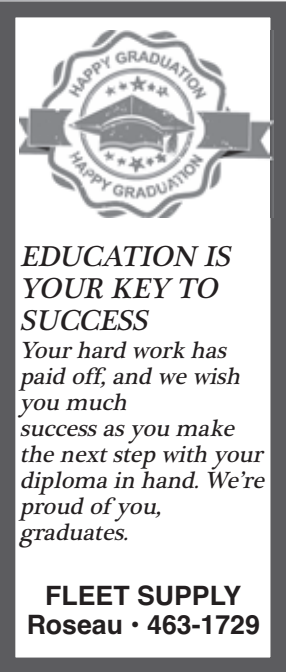 HAPPY GRADUATION
HAPPY GRADUATION
EDUCATION IS
YOUR KEY TO
SUCCESS
Your hard work has
paid off, and we wish
you much
success as you make
the next step with your
diploma in hand. We’re
proud of you,
graduates.
FLEET SUPPLY
Roseau • 463-1729